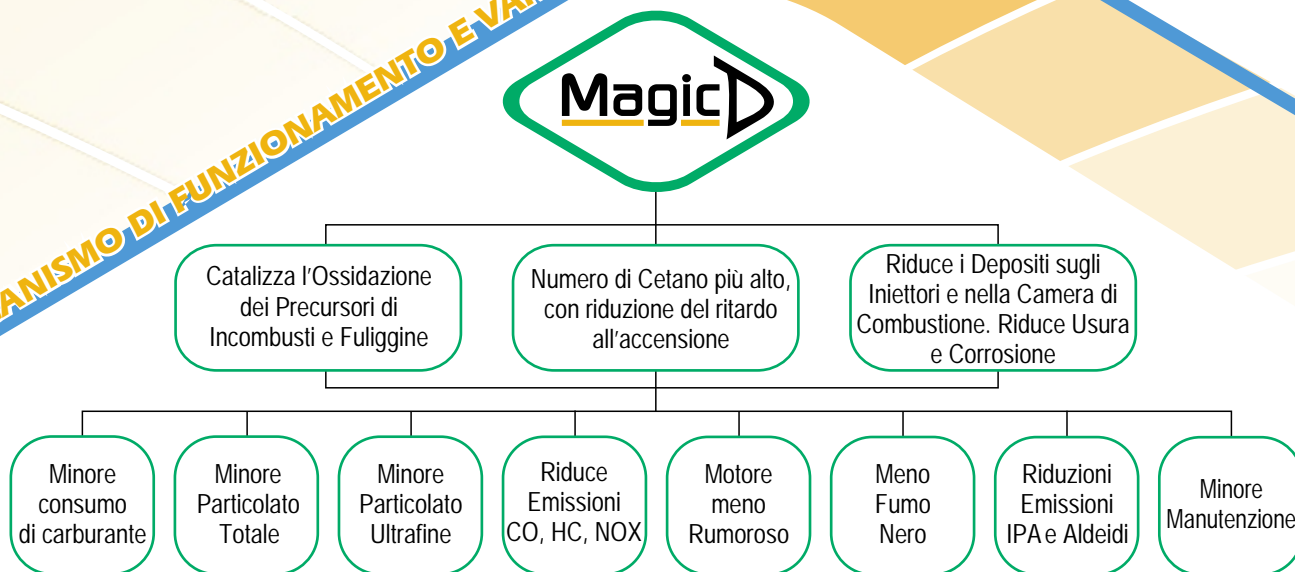 ANISMO DI FUNZIONAMENTO E VAN
MagicD
Catalizza l'Ossidazione
dei Precursori di
Incombusti e Fuliggine
Numero di Cetano più alto,
con riduzione del ritardo
all'accensione
Riduce i Depositi sugli
Iniettori e nella Camera di
Combustione. Riduce Usura
e Corrosione
Minore
consumo
di carburante
Minore
Particolato
Totale
Minore
Particolato
Ultrafine
Riduce
Emissioni
CO, HC, NOX
Motore
meno
Rumoroso
Meno
Fumo
Nero
Riduzioni
Emissioni
IPA e Aldeidi
Minore
Manutenzione